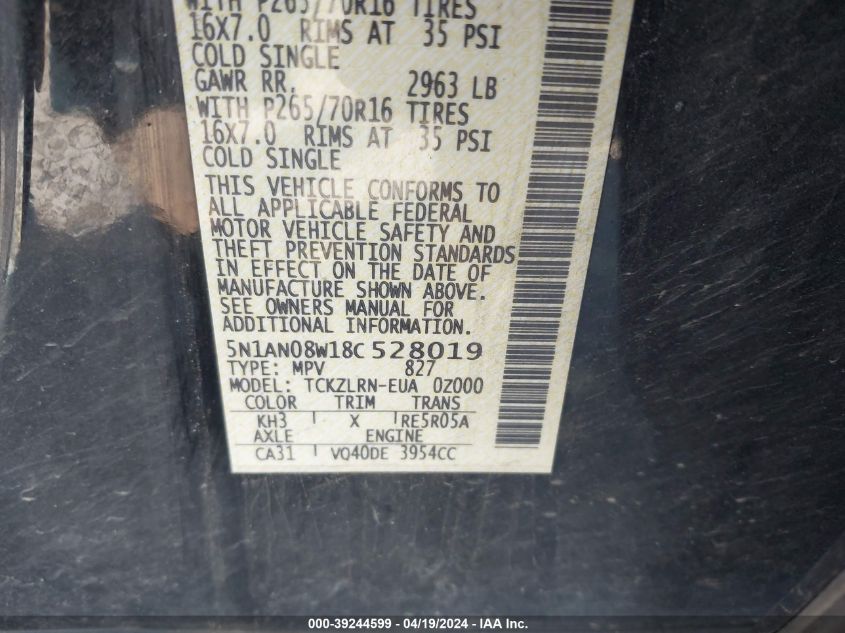 WITH P265/70R16 TIRES
16X7.0 RIMS AT 35 PSI
COLD SINGLE
GAWR RR. 2963 LB
WITH P265/70R16 TIRES
16X7.0 RIMS AT 35 PSI
COLD SINGLE
THIS VEHICLE CONFORMS TO
ALL APPLICABLE FEDERAL
MOTOR VEHICLE SAFETY AND
THEFT PREVENTION STANDARDS
IN EFFECT ON THE DATE OF
MANUFACTURE SHOWN ABOVE.
SEE OWNERS MANUAL FOR
ADDITIONAL INFORMATION.
5N1AN08W18C528019
TYPE: MPV 827
MODEL: TCKZLRN-EUA 0Z000
COLOR TRIM TRANS
KH3 X RE5R05A
AXLE ENGINE
CA31 VQ40DE 3954CC
000-39244599 - 04/19/2024 - IAA Inc.